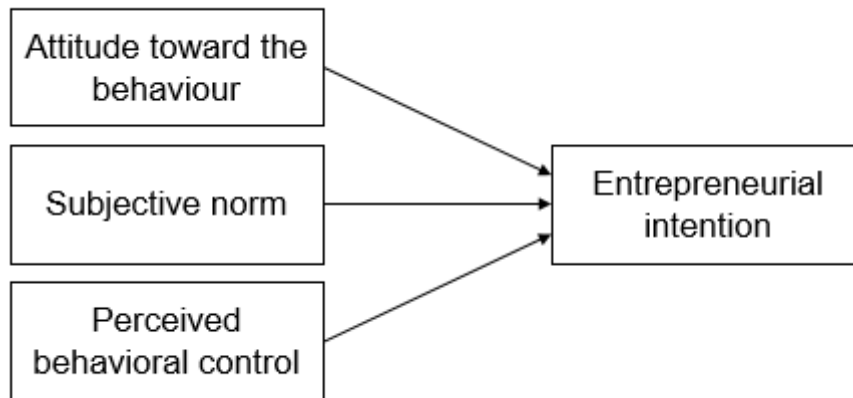 Attitude toward the
behaviour
Subjective norm
Perceived
behavioral control
Entrepreneurial
intention